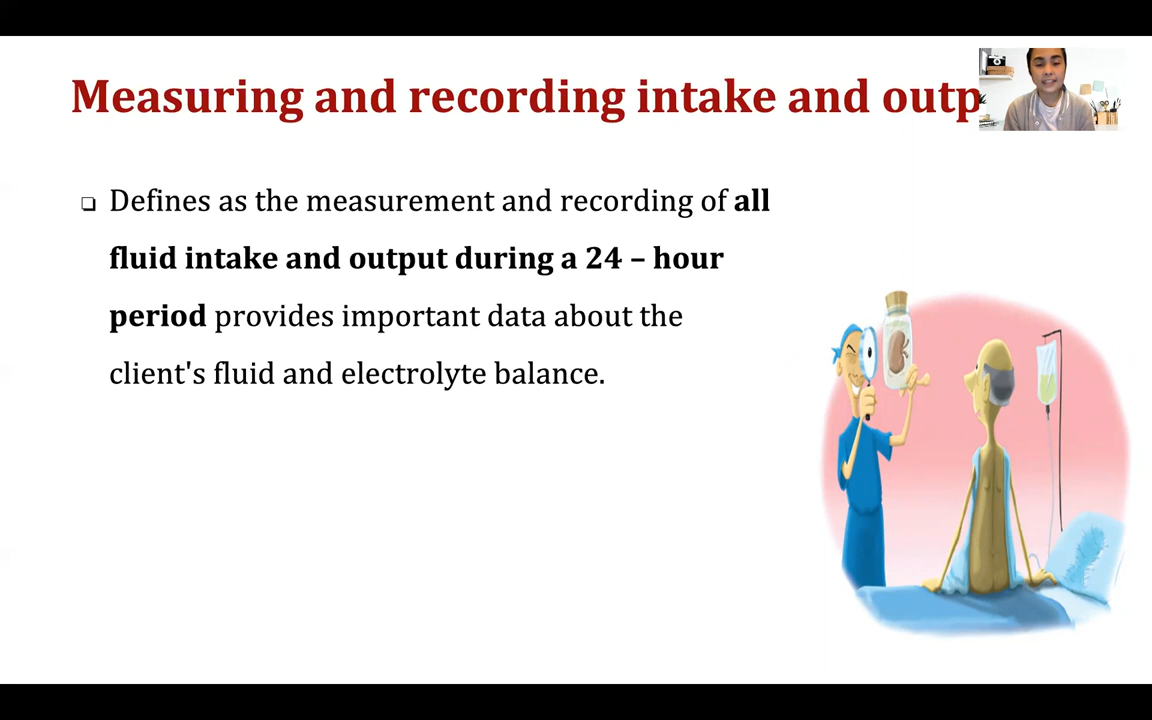 Measuring and recording intake and outp
❑ Defines as the measurement and recording of all
fluid intake and output during a 24 – hour
period provides important data about the
client's fluid and electrolyte balance.